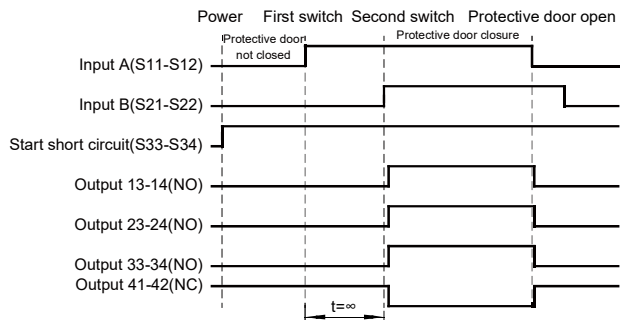 Power First switch Second switch Protective door open
Protective door
not closed
Protective door closure
Input A(S11-S12)
Input B(S21-S22)
Start short circuit(S33-S34)
Output 13-14(NO)
Output 23-24(NO)
Output 33-34(NO)
Output 41-42(NC)
t=∞